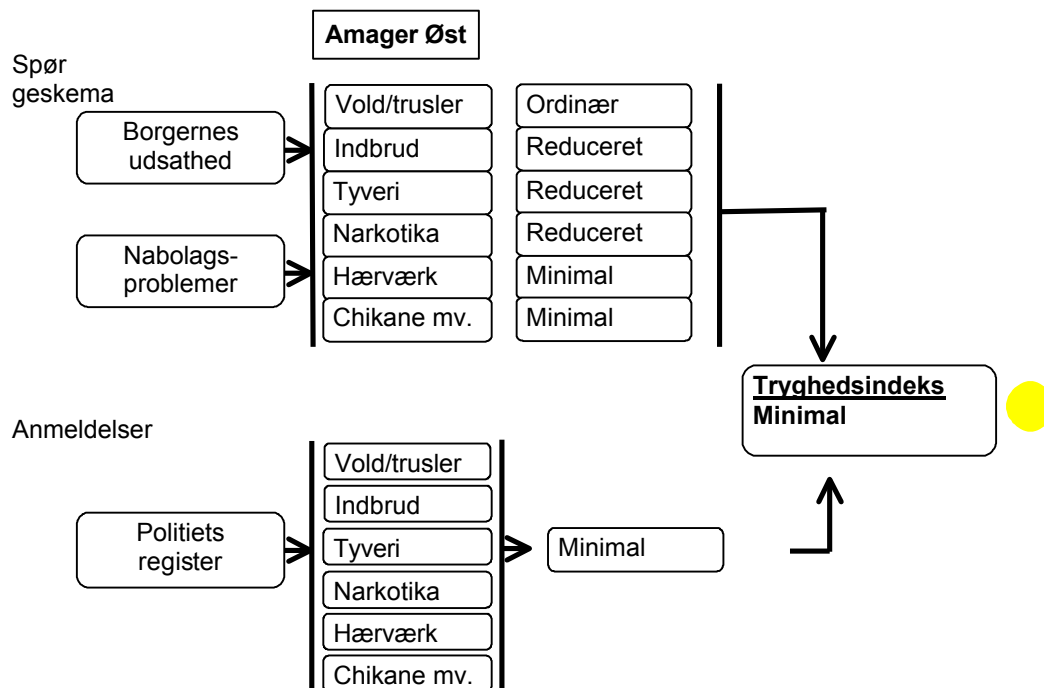 Amager Øst
Spør
geskema
Borgernes
udsathed
Nabolags-
problemer
Vold/trusler
Ordinær
Indbrud
Reduceret
Tyveri
Reduceret
Narkotika
Reduceret
Hærværk
Minimal
Chikane mv.
Minimal
Tryghedsindeks
Minimal
Anmeldelser
Politiets
register
Vold/trusler
Indbrud
Tyveri
Narkotika
Hærværk
Chikane mv.
Minimal